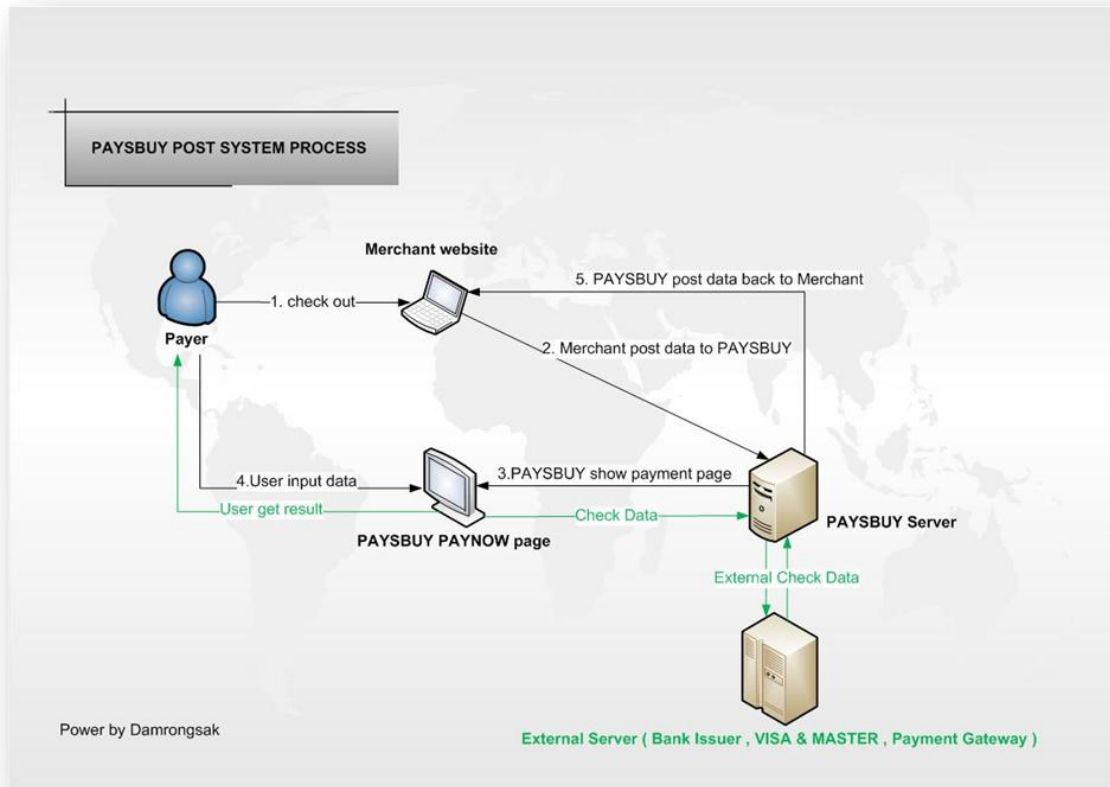 PAYSBUY POST SYSTEM PROCESS
Merchant website
5. PAYSBUY post data back to Merchant
1. check out
Payer
2. Merchant post data to PAYSBUY
3.PAYSBUY show payment page
4.User input data
User get result
Check Data
PAYSBUY Server
PAYSBUY PAYNOW page
External Check Data
Power by Damrongsak
External Server ( Bank Issuer , VISA & MASTER , Payment Gateway )